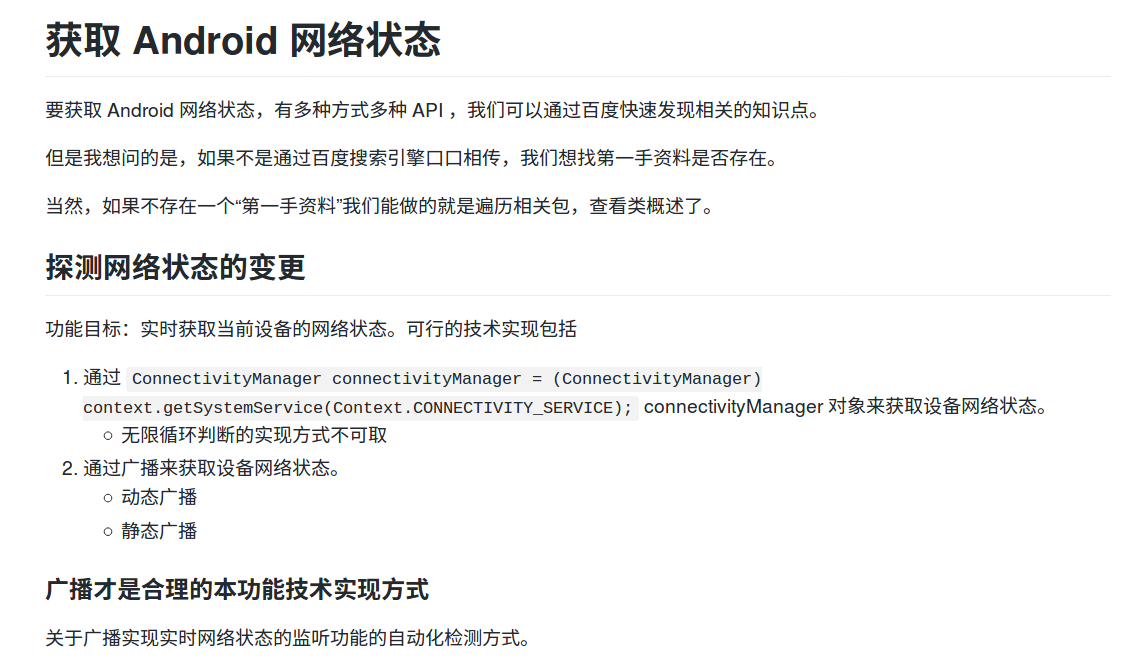 获取 Android 网络状态
要获取 Android 网络状态，有多种方式多种 API ，我们可以通过百度快速发现相关的知识点。
但是我想问的是，如果不是通过百度搜索引擎口口相传，我们想找第一手资料是否存在。
当然，如果不存在一个“第一手资料”我们能做的就是遍历相关包，查看类概述了。
探测网络状态的变更
功能目标：实时获取当前设备的网络状态。可行的技术实现包括
1. 通过 ConnectivityManager connectivityManager = (ConnectivityManager)
context.getSystemService(Context.CONNECTIVITY_SERVICE); connectivityManager 对象来获取设备网络状态。
○ 无限循环判断的实现方式不可取
2. 通过广播来获取设备网络状态。
○ 动态广播
○ 静态广播
广播才是合理的本功能技术实现方式
关于广播实现实时网络状态的监听功能的自动化检测方式。